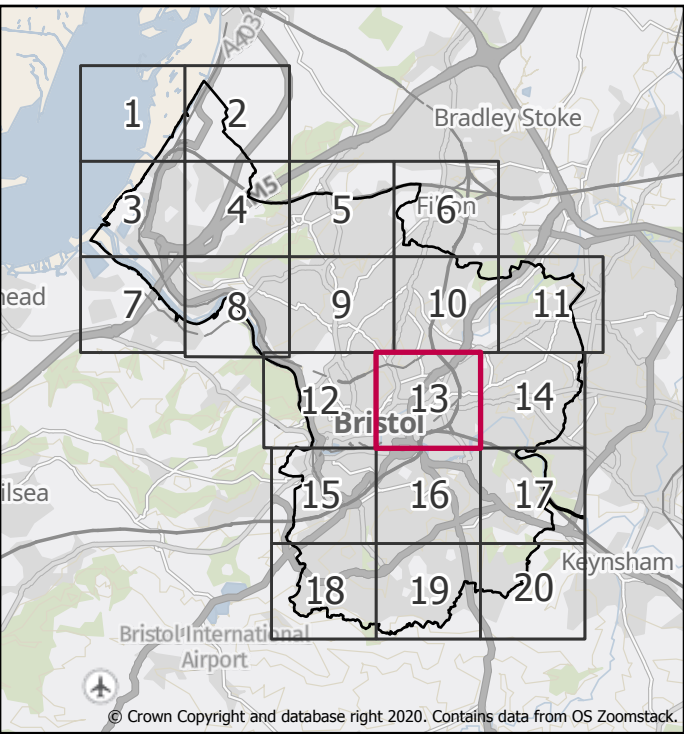 A403
1
2
Bradley Stoke
M5
3
4
5
6
Filton
head
7
8
9
10
11
12
13
14
Bristol
ilsea
15
16
17
Keynsham
18
19
20
Bristol International
Airport
© Crown Copyright and database right 2020. Contains data from OS Zoomstack.